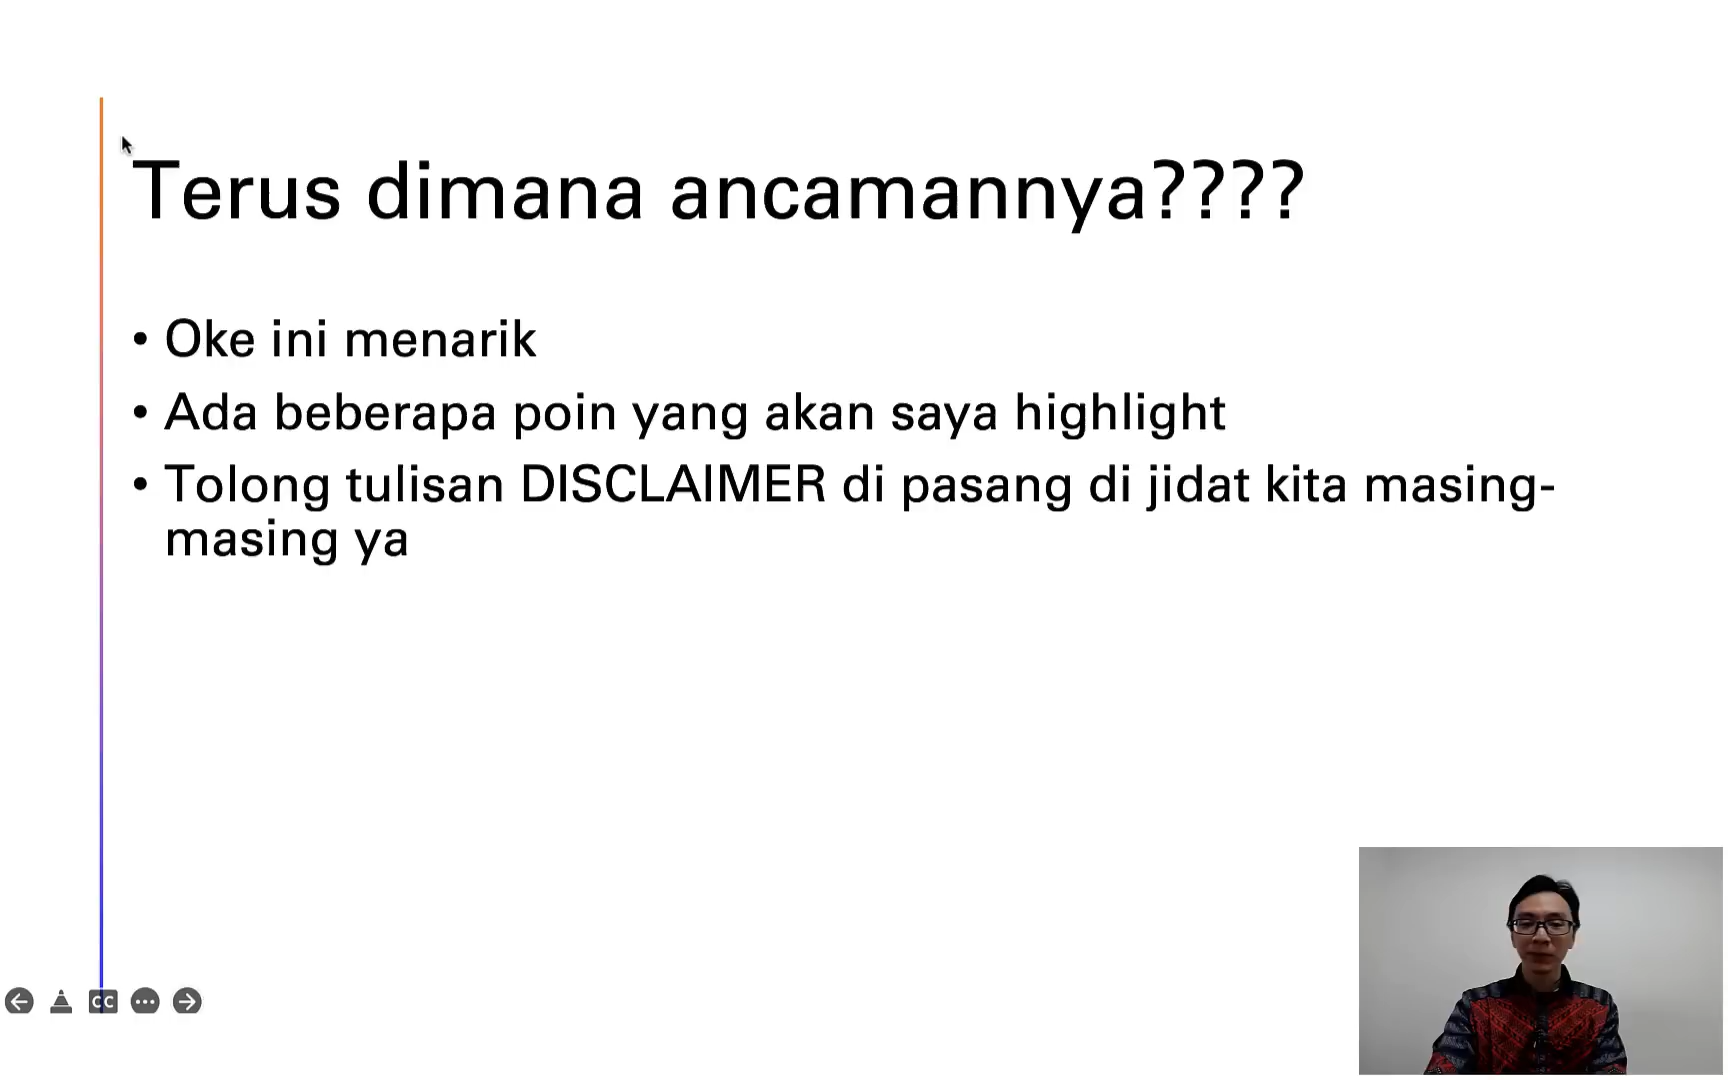 Terus dimana ancamannya????
• Oke ini menarik
• Ada beberapa poin yang akan saya highlight
• Tolong tulisan DISCLAIMER di pasang di jidat kita masing-
masing ya
CC